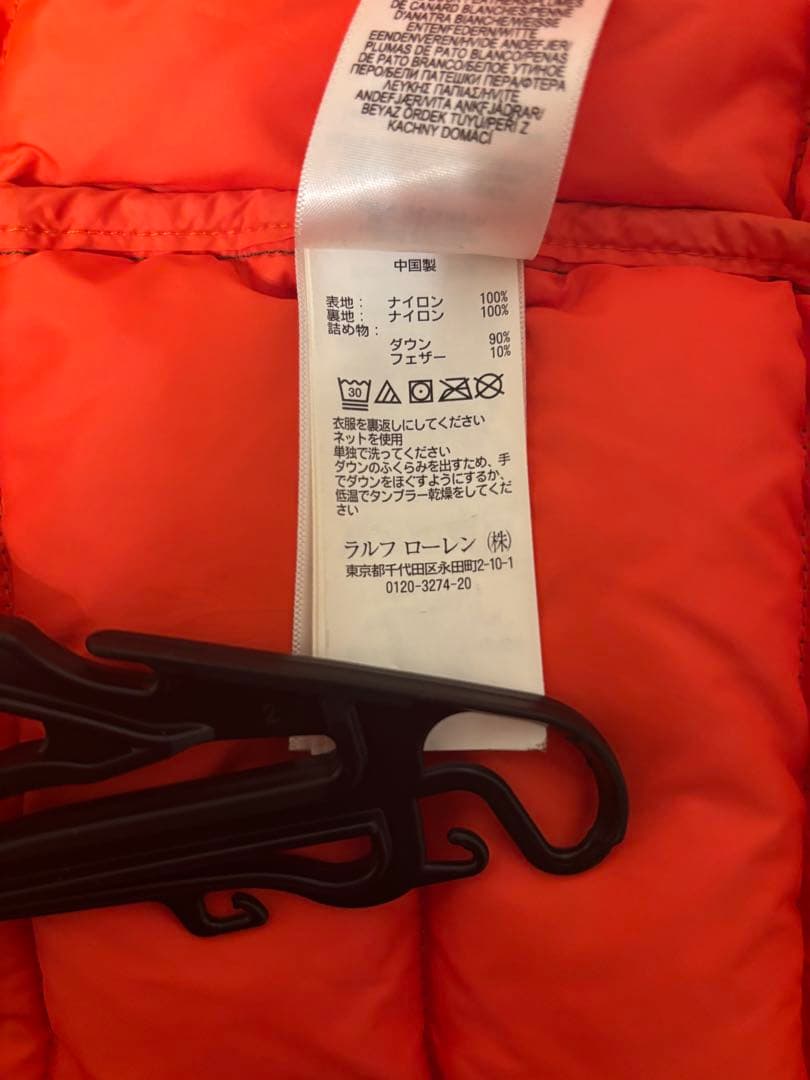 DE CANARD BLANCHES/PENNE
D'ANATRA BIANCHE/WEISSE
ENTENFEDERN/WITTE
EENDENVEREN/HVIDE ANDEFJER/
PLUMAS DE PATO BLANCO/PENAS
DE PATO BRANCO/БЕЛОЕ УТИНОЕ
ПЕРО/БЕЛИ ПАТЕШКИ ПЕРА/ΦΤΕΡΑ
ΛΕΥΚΗΣ ΠΑΠΙΑΣ/HVITE
ANDEFJÆR/VITA ANKFJÄDRAR/
BEYAZ ÖRDEK TÜYÜ/PEŘÍ Z
KACHNY DOMÁCÍ
中国製
表地: ナイロン 100%
裏地: ナイロン 100%
詰め物:
ダウン 90%
フェザー 10%
30
衣服を裏返しにしてください
ネットを使用
単独で洗ってください
ダウンのふくらみを出すため、手
でダウンをほぐすようにするか、
低温でタンブラー乾燥をしてくだ
さい
ラルフ ローレン (株)
東京都千代田区永田町2-10-1
0120-3274-20
2